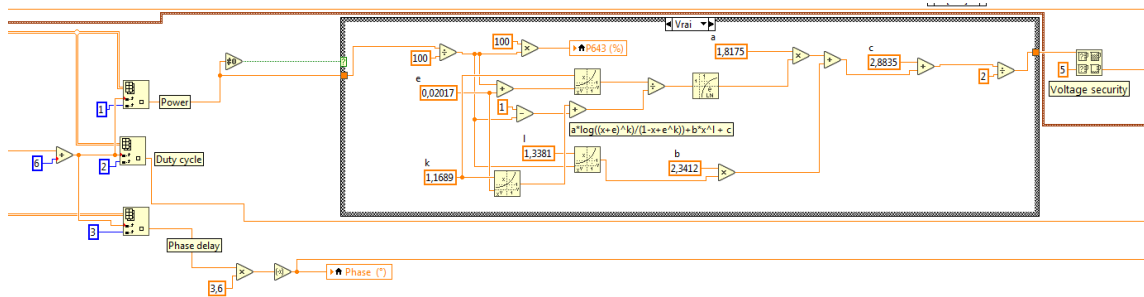 Vrai
100
100
P643 (%)
a
1,8175
c
2,8835
2
5
Voltage security
e
0,02017
1
LN
a*log((x+e)^k)/(1-x+e^k))+b*x^l + c
l
1,3381
b
2,3412
k
1,1689
1
Power
6
2
Duty cycle
3
Phase delay
3,6
Phase (°)